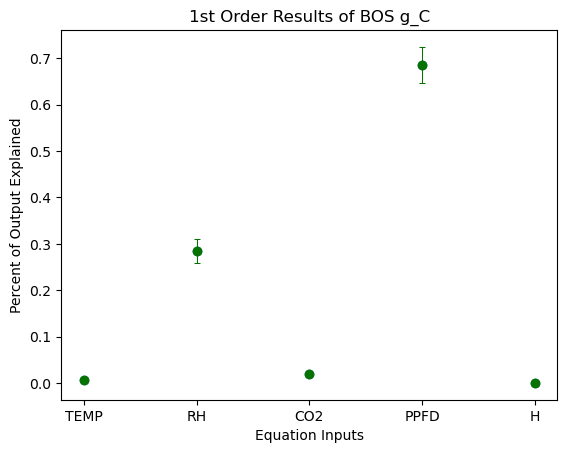 1st Order Results of BOS g_C
Percent of Output Explained
0.7
0.6
0.5
0.4
0.3
0.2
0.1
0.0
TEMP RH CO2 PPFD H
Equation Inputs